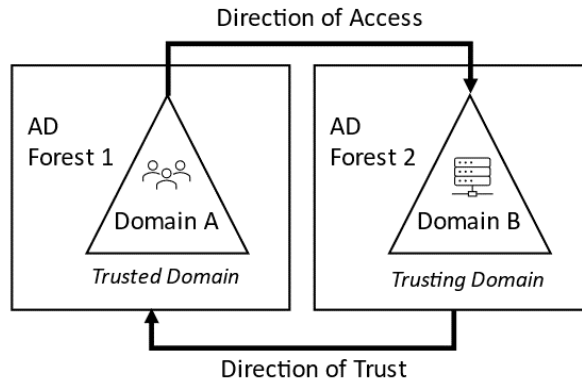 Direction of Access
AD
Forest 1
Domain A
Trusted Domain
AD
Forest 2
Domain B
Trusting Domain
Direction of Trust